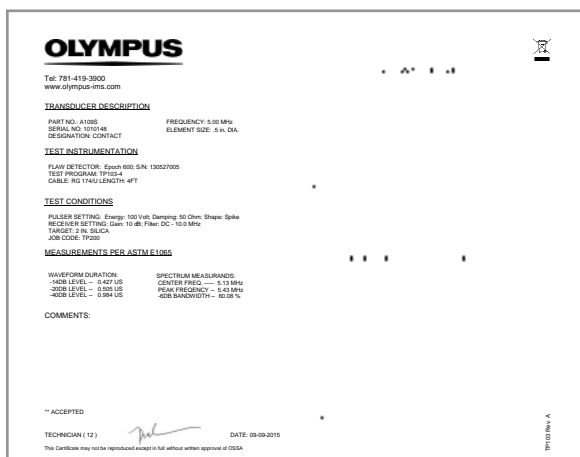 OLYMPUS
Tel: 781-419-3900
www.olympus-ims.com
TRANSDUCER DESCRIPTION
PART NO.: A109S FREQUENCY: 5.00 MHz
SERIAL NO: 1010148 ELEMENT SIZE: .5 in. DIA.
DESIGNATION: CONTACT
TEST INSTRUMENTATION
FLAW DETECTOR: Epoch 600; S/N: 130527005
TEST PROGRAM: TP103-4
CABLE: RG 174/U LENGTH: 4FT
TEST CONDITIONS
PULSER SETTING: Energy: 100 Volt; Damping: 50 Ohm; Shape: Spike
RECEIVER SETTING: Gain: 10 dB; Filter: DC - 10.0 MHz
TARGET: 2 IN. SILICA
JOB CODE: TP200
MEASUREMENTS PER ASTM E1065
WAVEFORM DURATION: SPECTRUM MEASURANDS:
-14DB LEVEL -- 0.427 US CENTER FREQ. ---- 5.13 MHz
-20DB LEVEL -- 0.505 US PEAK FREQENCY -- 5.43 MHz
-40DB LEVEL -- 0.984 US -6DB BANDWIDTH -- 60.08 %
COMMENTS:
** ACCEPTED
TECHNICIAN ( 12 ) DATE: 09-09-2015
This Certificate may not be reproduced except in full without written approval of OSSA
TP103 Rev. A